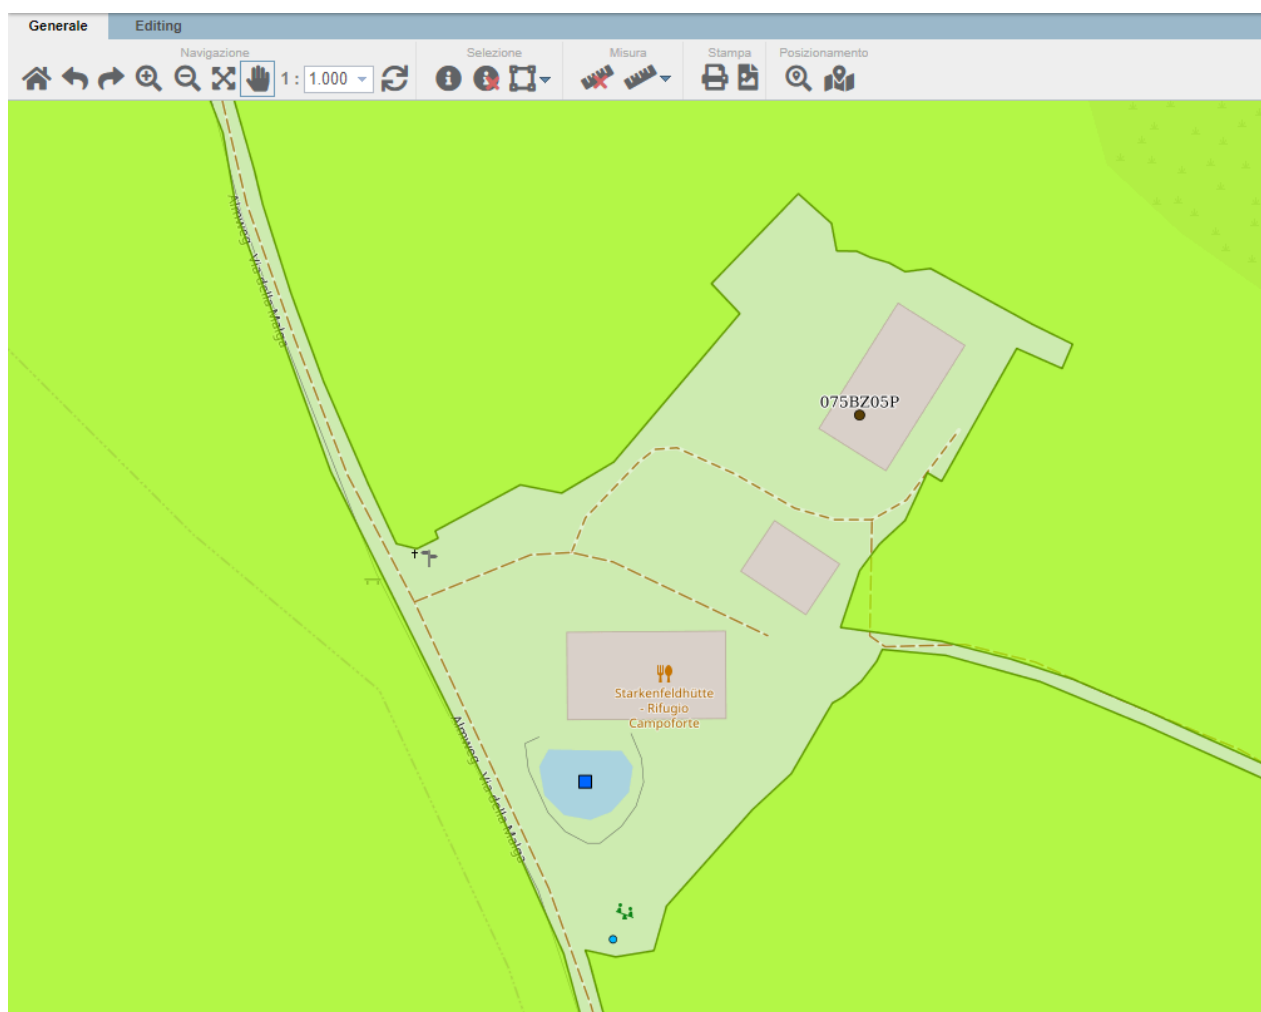 Generale Editing
Navigazione Selezione Misura Stampa Posizionamento
1 : 1.000
Almweg - Via della Malga
075BZ05P
Starkenfeldhütte
- Rifugio
Campoforte
Almweg - Via della Malga